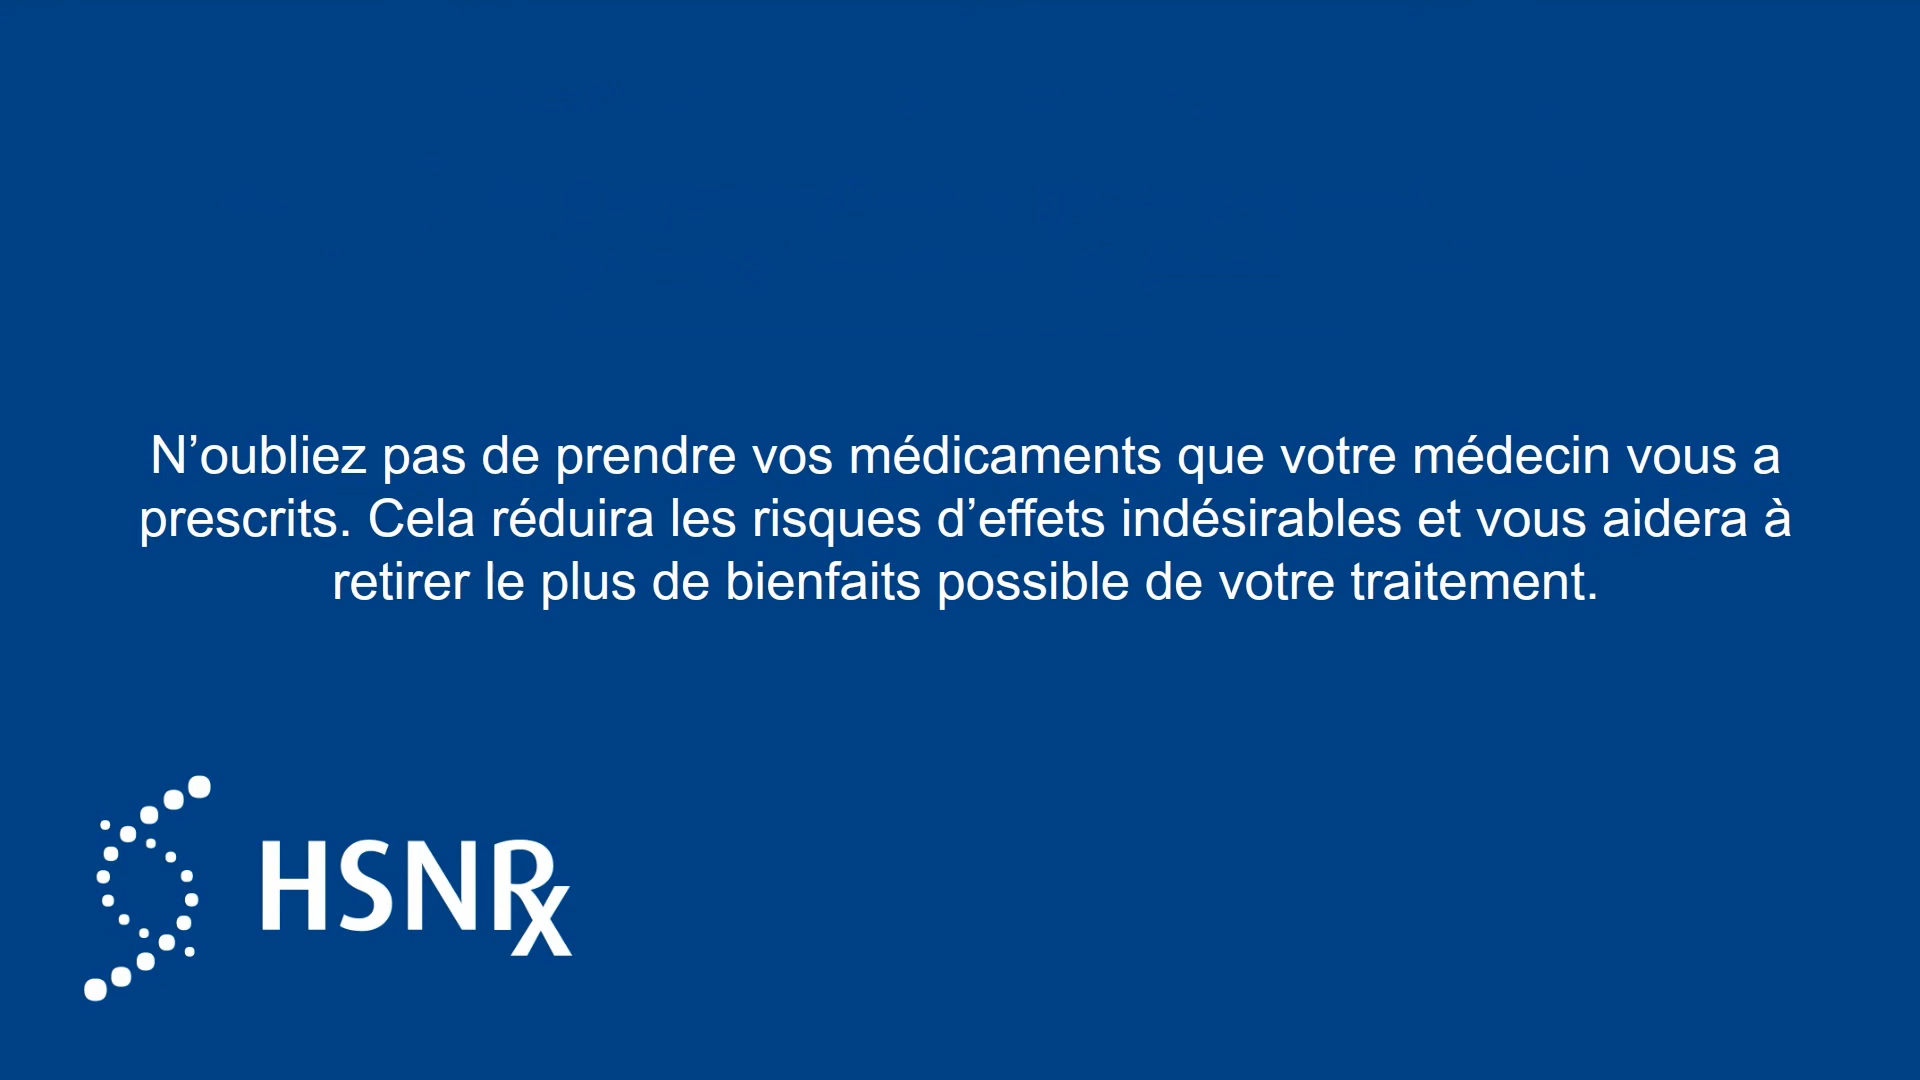 N’oubliez pas de prendre vos médicaments que votre médecin vous a
prescrits. Cela réduira les risques d’effets indésirables et vous aidera à
retirer le plus de bienfaits possible de votre traitement.
HSNRx